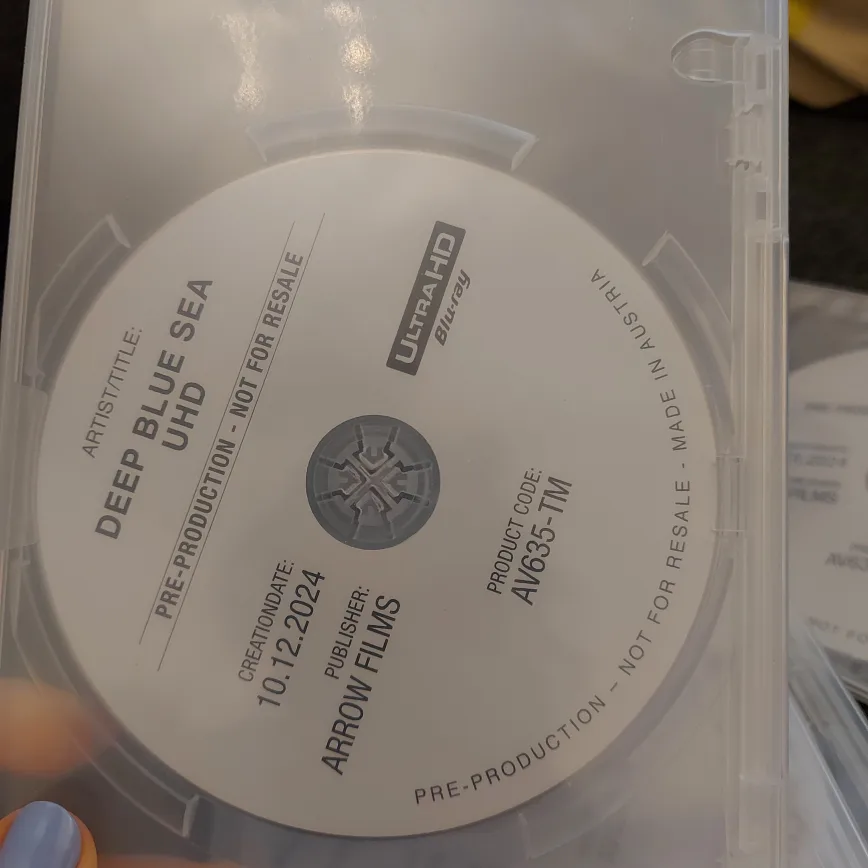 ARTIST/TITLE:
DEEP BLUE SEA
UHD
PRE-PRODUCTION - NOT FOR RESALE
ULTRA HD
Blu-ray
CREATIONDATE:
10.12.2024
PUBLISHER:
ARROW FILMS
PRODUCT CODE:
AV635-TM
PRE-PRODUCTION – NOT FOR RESALE - MADE IN AUSTRIA